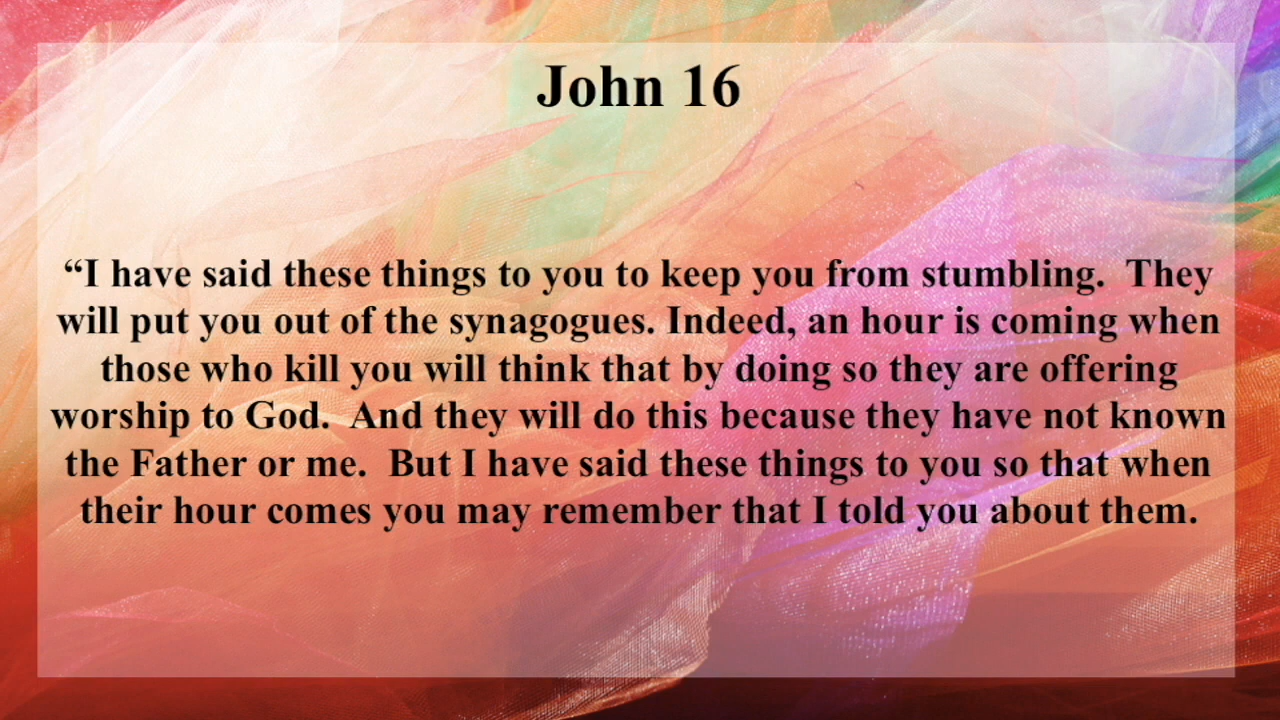 John 16
“I have said these things to you to keep you from stumbling.  They
will put you out of the synagogues. Indeed, an hour is coming when
those who kill you will think that by doing so they are offering
worship to God.  And they will do this because they have not known
the Father or me.  But I have said these things to you so that when
their hour comes you may remember that I told you about them.